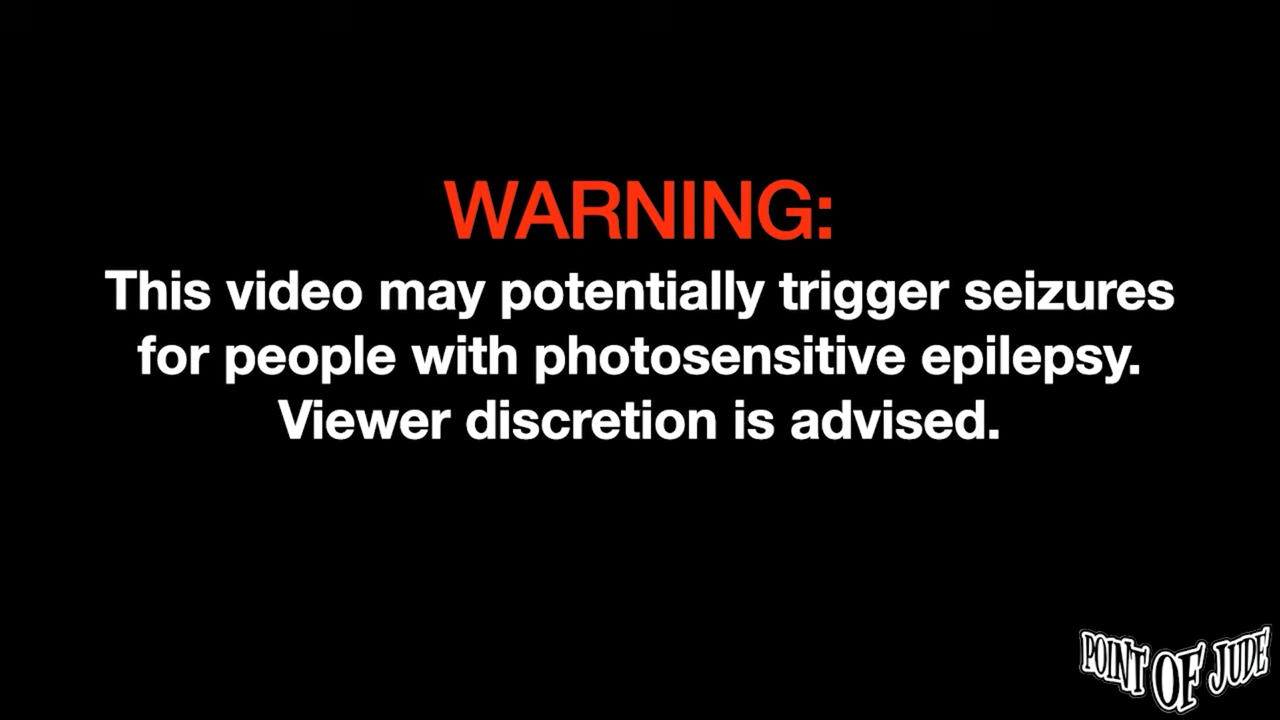 WARNING:
This video may potentially trigger seizures
for people with photosensitive epilepsy.
Viewer discretion is advised.
POINT OF JUDE